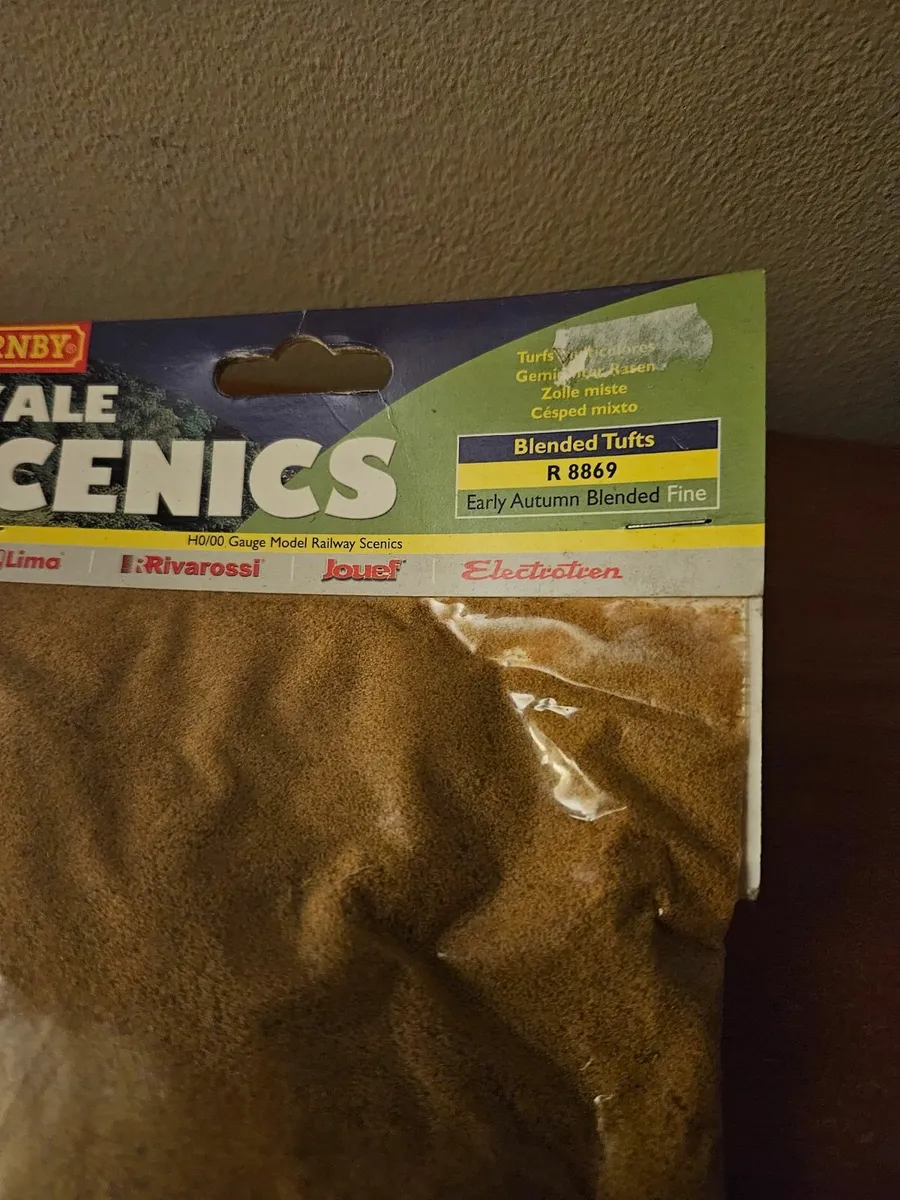 RNBY®
ALE
CENICS
Turfs
Zolle miste
Césped mixto
Blended Tufts
R 8869
Early Autumn Blended Fine
H0/00 Gauge Model Railway Scenics
Lima
Rivarossi
Jouef
Electrotren